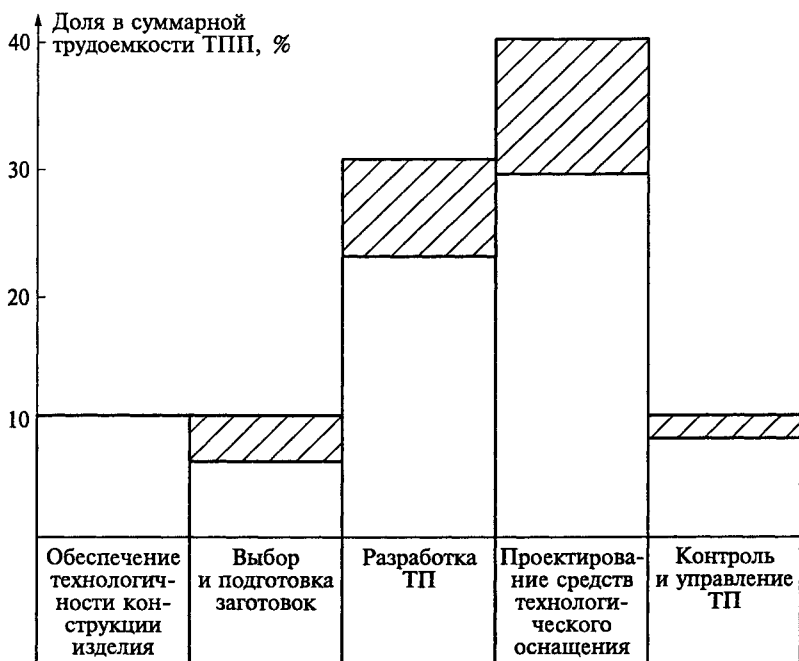 Доля в суммарной
трудоемкости ТПП, %
40
30
20
10
Обеспечение
технологич-
ности кон-
струкции
изделия
Выбор
и подготовка
заготовок
Разработка
ТП
Проектирова-
ние средств
технологи-
ческого
оснащения
Контроль
и управление
ТП